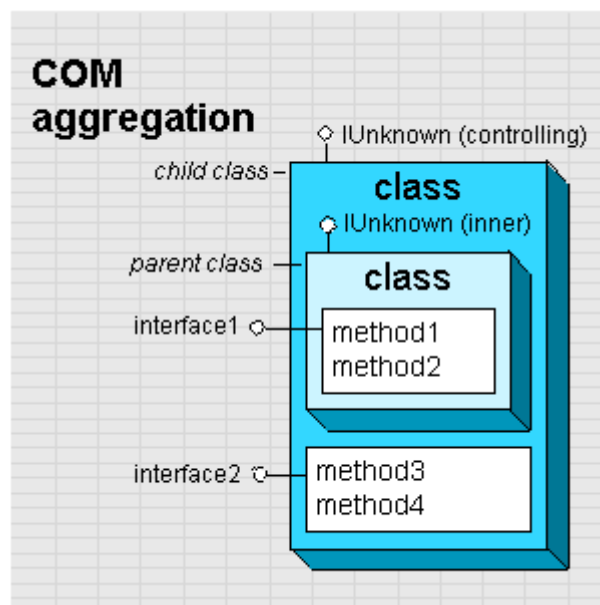 COM
aggregation
IUnknown (controlling)
child class
class
IUnknown (inner)
parent class
class
interface1
method1
method2
interface2
method3
method4